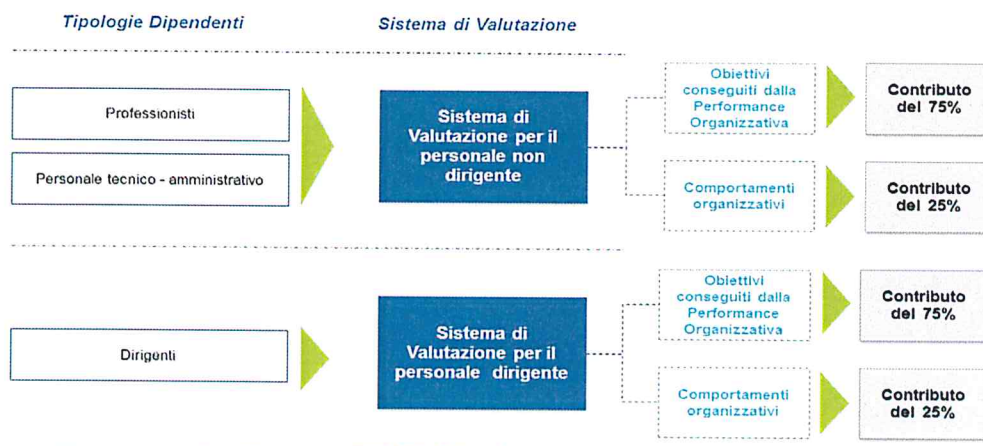 Tipologie Dipendenti
Sistema di Valutazione
Professionisti
Personale tecnico - amministrativo
Sistema di
Valutazione per il
personale non
dirigente
Obiettivi
conseguiti dalla
Performance
Organizzativa
Contributo
del 75%
Comportamenti
organizzativi
Contributo
del 25%
Dirigenti
Sistema di
Valutazione per il
personale dirigente
Obiettivi
conseguiti dalla
Performance
Organizzativa
Contributo
del 75%
Comportamenti
organizzativi
Contributo
del 25%